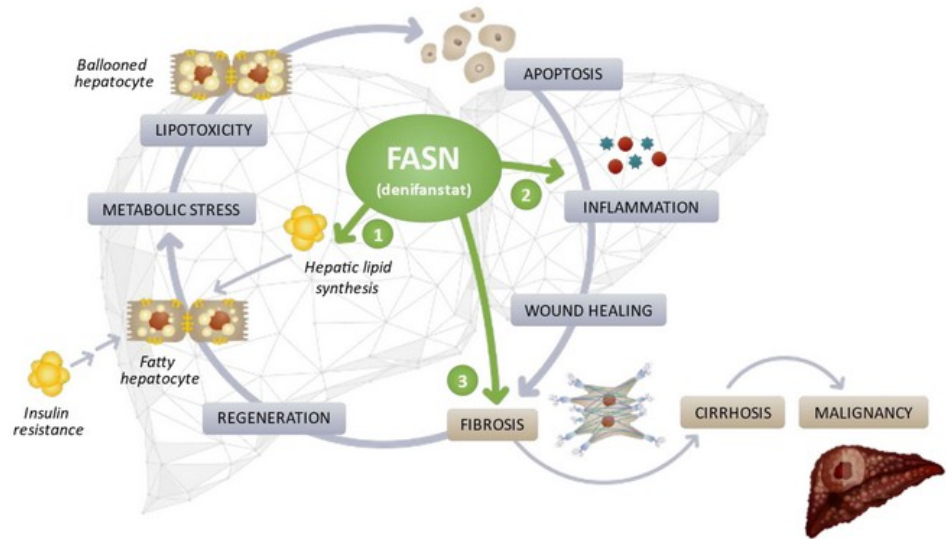 Ballooned
hepatocyte
APOPTOSIS
LIPOTOXICITY
FASN
(denifanstat)
2
METABOLIC STRESS
INFLAMMATION
1
Hepatic lipid
synthesis
WOUND HEALING
Fatty
hepatocyte
3
Insulin
resistance
REGENERATION
FIBROSIS
CIRRHOSIS
MALIGNANCY